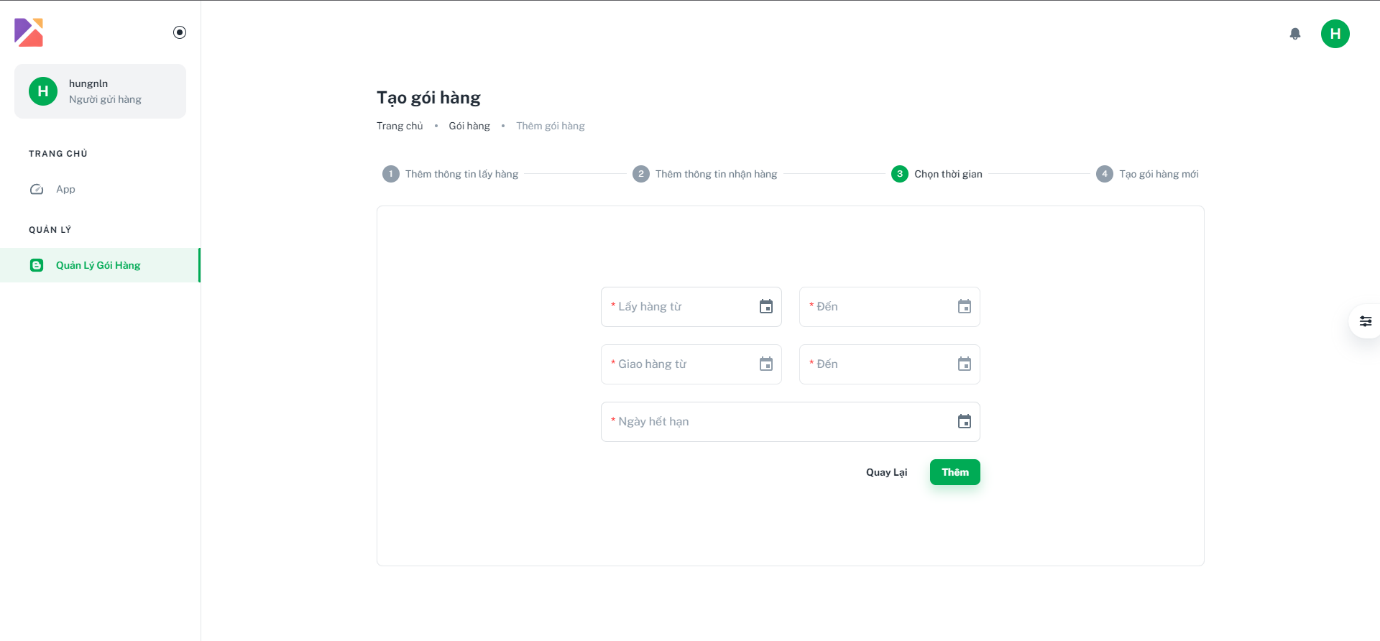 H
hungnln
Người gửi hàng
TRANG CHỦ
App
QUẢN LÝ
Quản Lý Gói Hàng
H
Tạo gói hàng
Trang chủ • Gói hàng • Thêm gói hàng
1 Thêm thông tin lấy hàng 2 Thêm thông tin nhận hàng 3 Chọn thời gian 4 Tạo gói hàng mới
* Lấy hàng từ * Đến
* Giao hàng từ * Đến
* Ngày hết hạn
Quay Lại Thêm